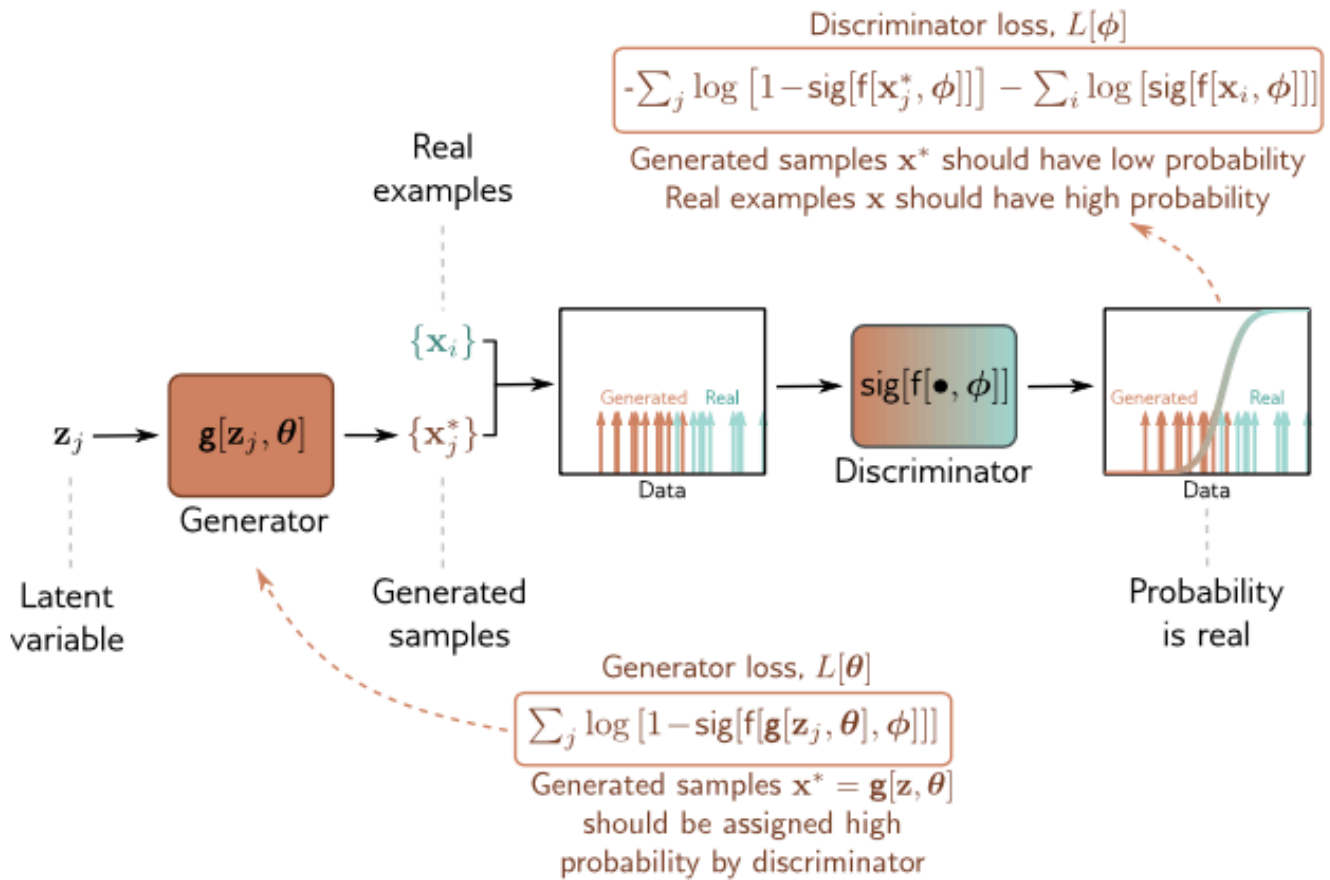 Discriminator loss, L[ϕ]
-∑_j log [1−sig[f[x*_j, ϕ]]] − ∑_i log [sig[f[x_i, ϕ]]]
Generated samples x* should have low probability
Real examples x should have high probability
Real
examples
{x_i}
z_j
g[z_j, θ]
{x*_j}
Generator
Generated Real
Data
sig[f[•, ϕ]]
Discriminator
Generated Real
Data
Latent
variable
Generated
samples
Probability
is real
Generator loss, L[θ]
∑_j log [1−sig[f[g[z_j, θ], ϕ]]]
Generated samples x* = g[z, θ]
should be assigned high
probability by discriminator